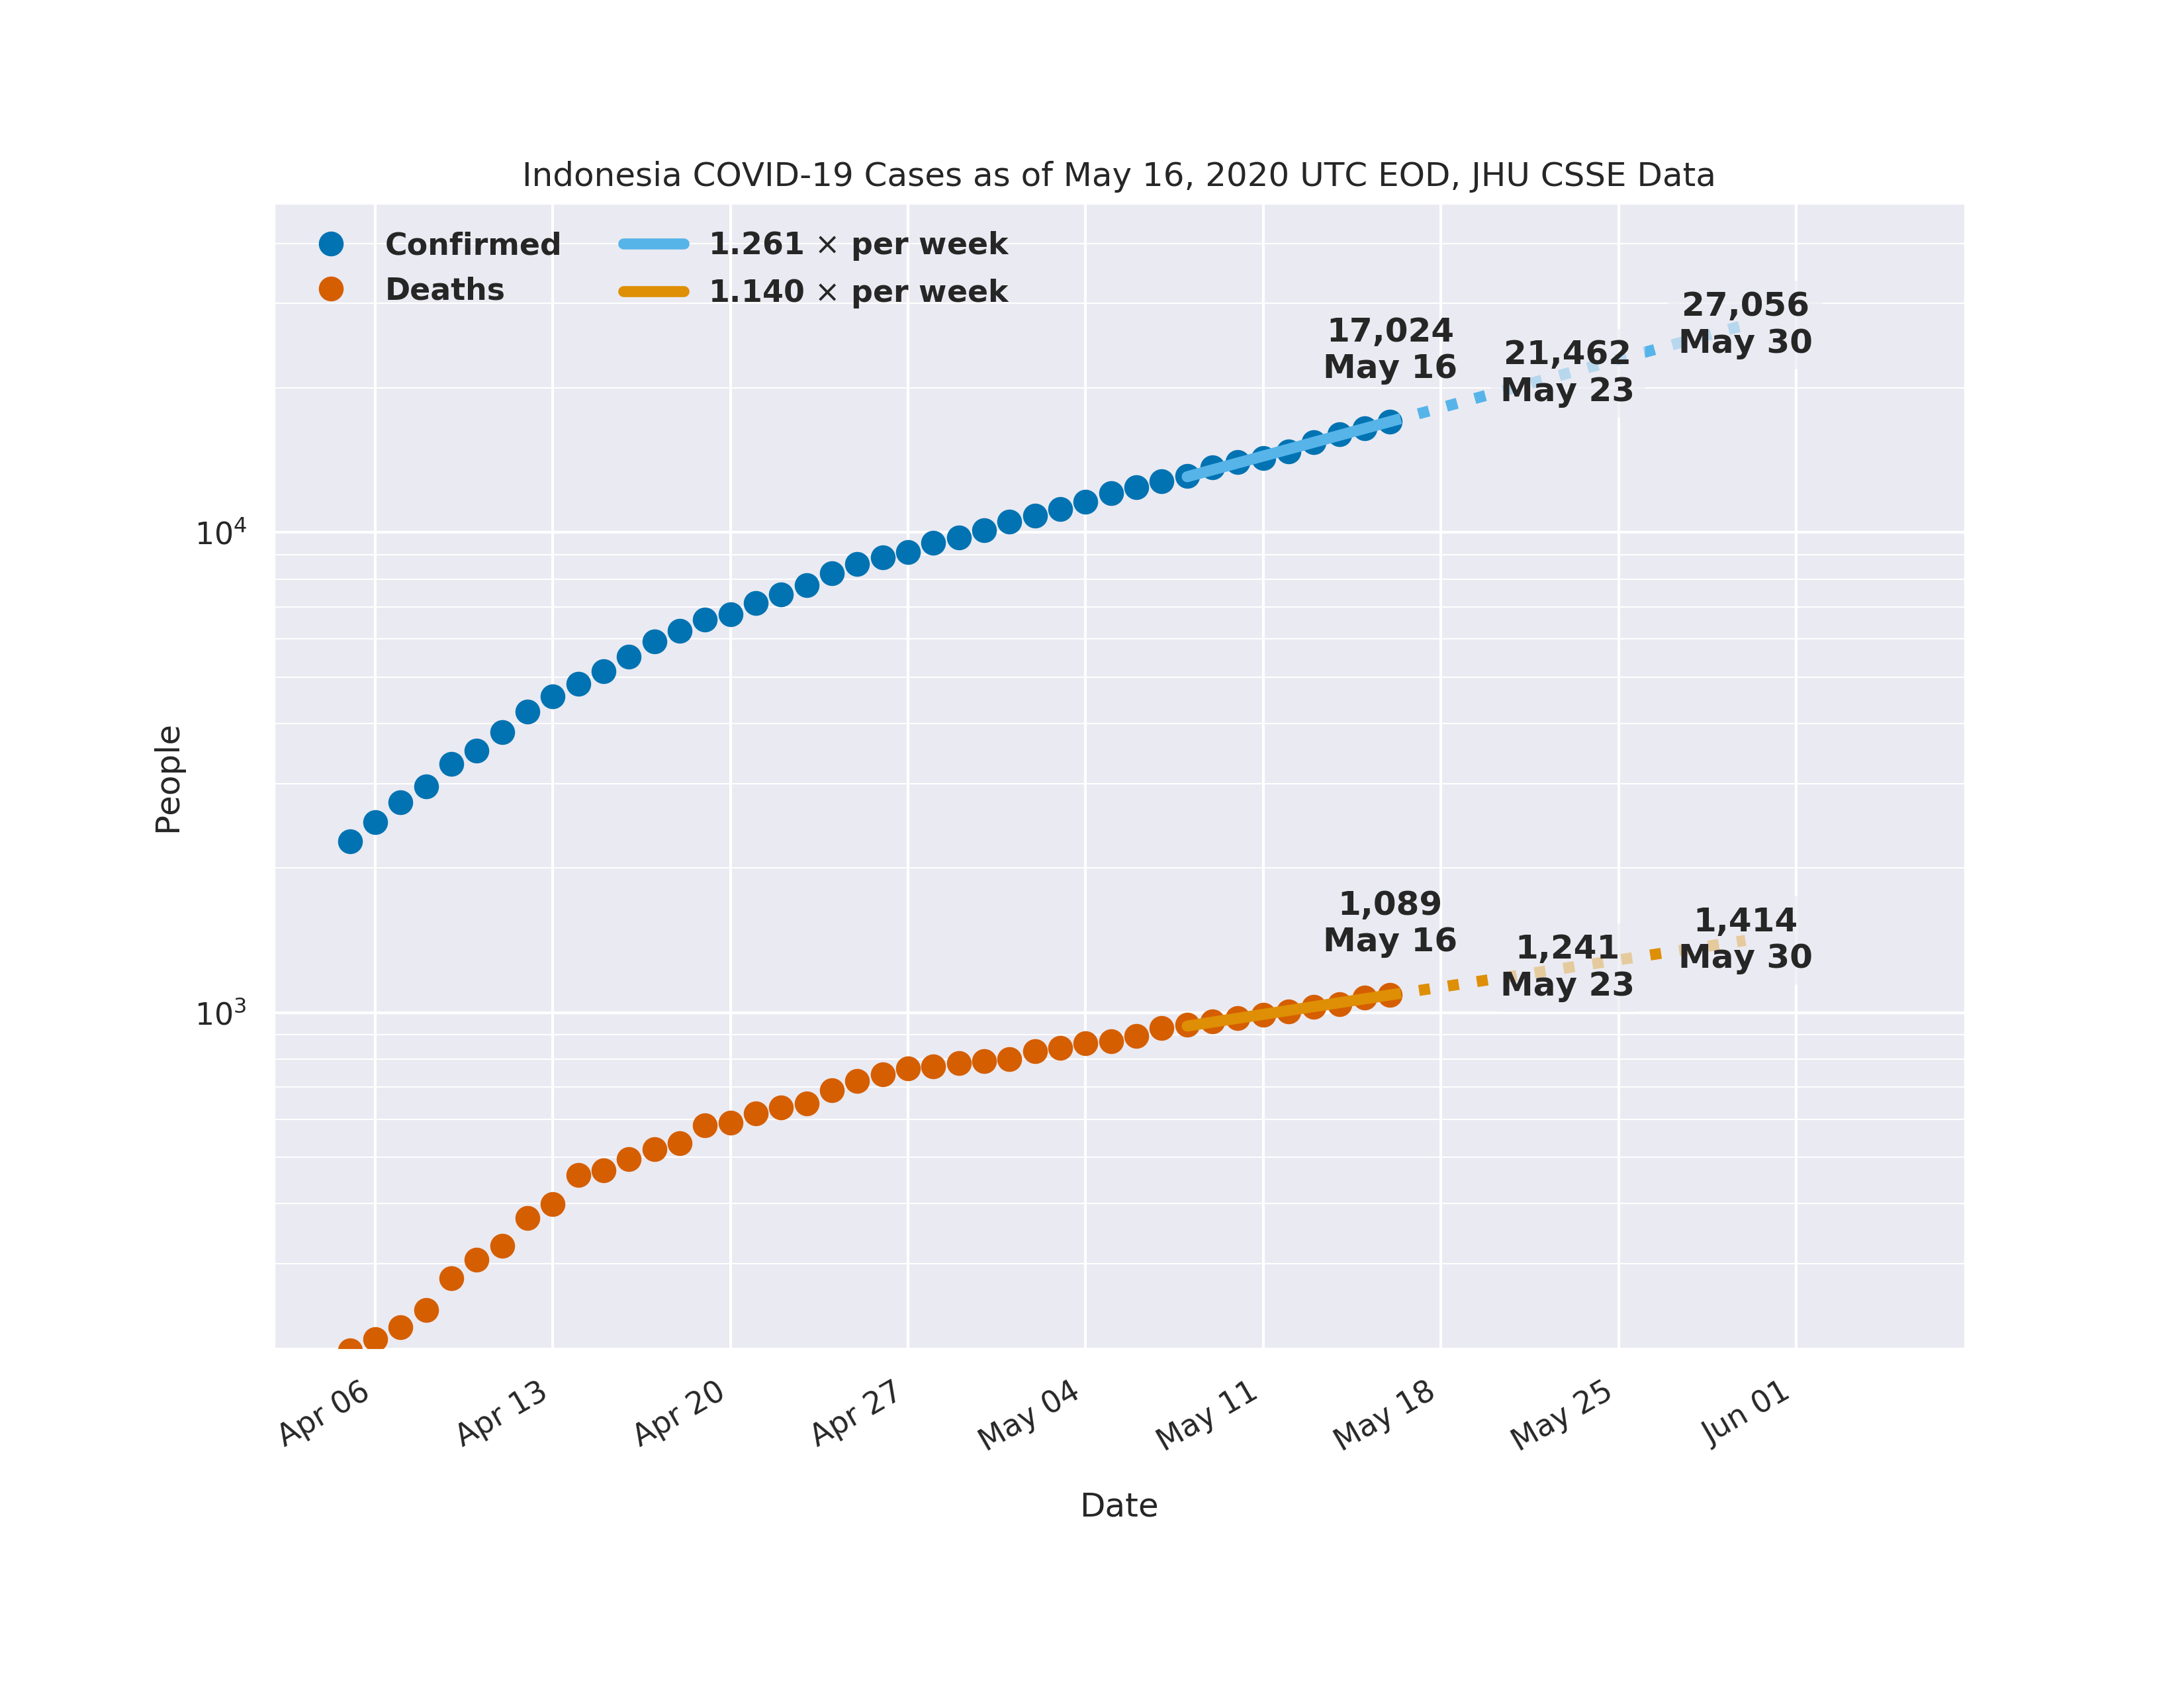 Indonesia COVID-19 Cases as of May 16, 2020 UTC EOD, JHU CSSE Data
Confirmed
Deaths
1.261 × per week
1.140 × per week
17,024
May 16
21,462
May 23
27,056
May 30
1,089
May 16
1,241
May 23
1,414
May 30
10⁴
10³
People
Apr 06
Apr 13
Apr 20
Apr 27
May 04
May 11
May 18
May 25
Jun 01
Date